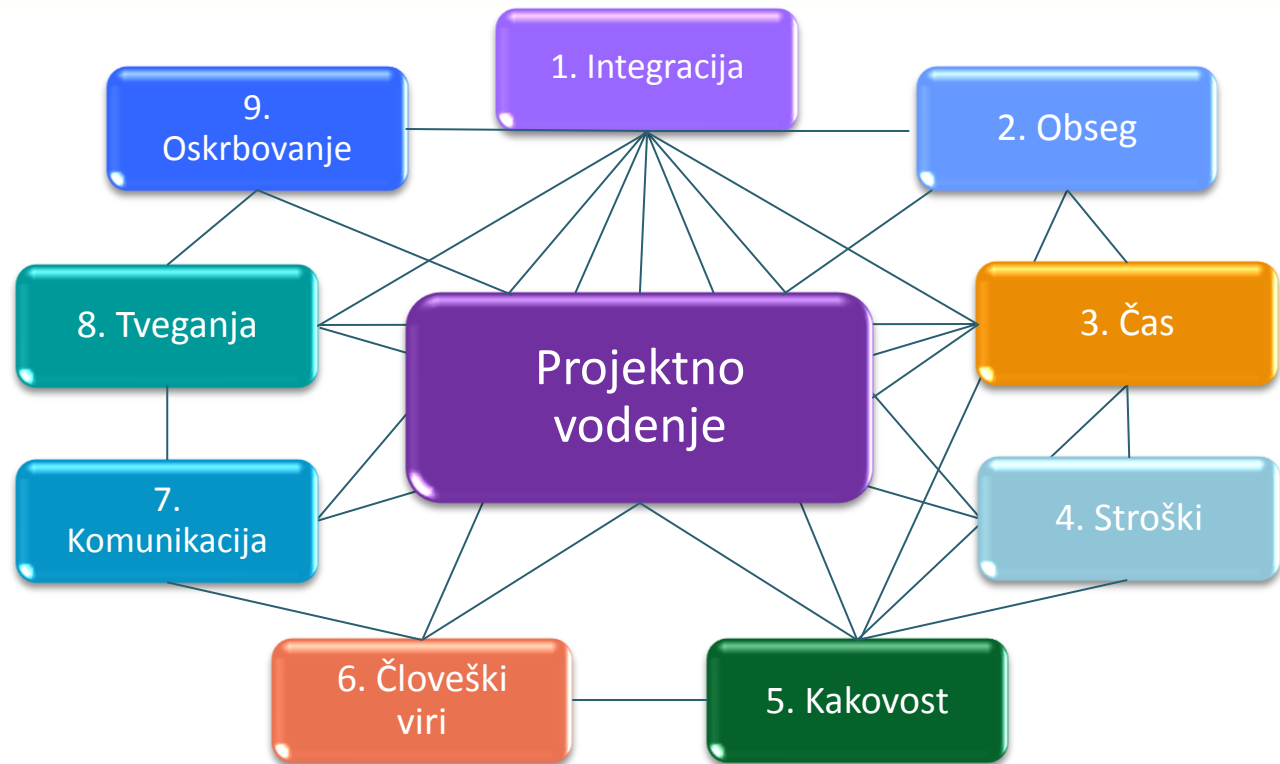 1. Integracija
2. Obseg
3. Čas
4. Stroški
5. Kakovost
6. Človeški
viri
7.
Komunikacija
8. Tveganja
9.
Oskrbovanje
Projektno
vodenje